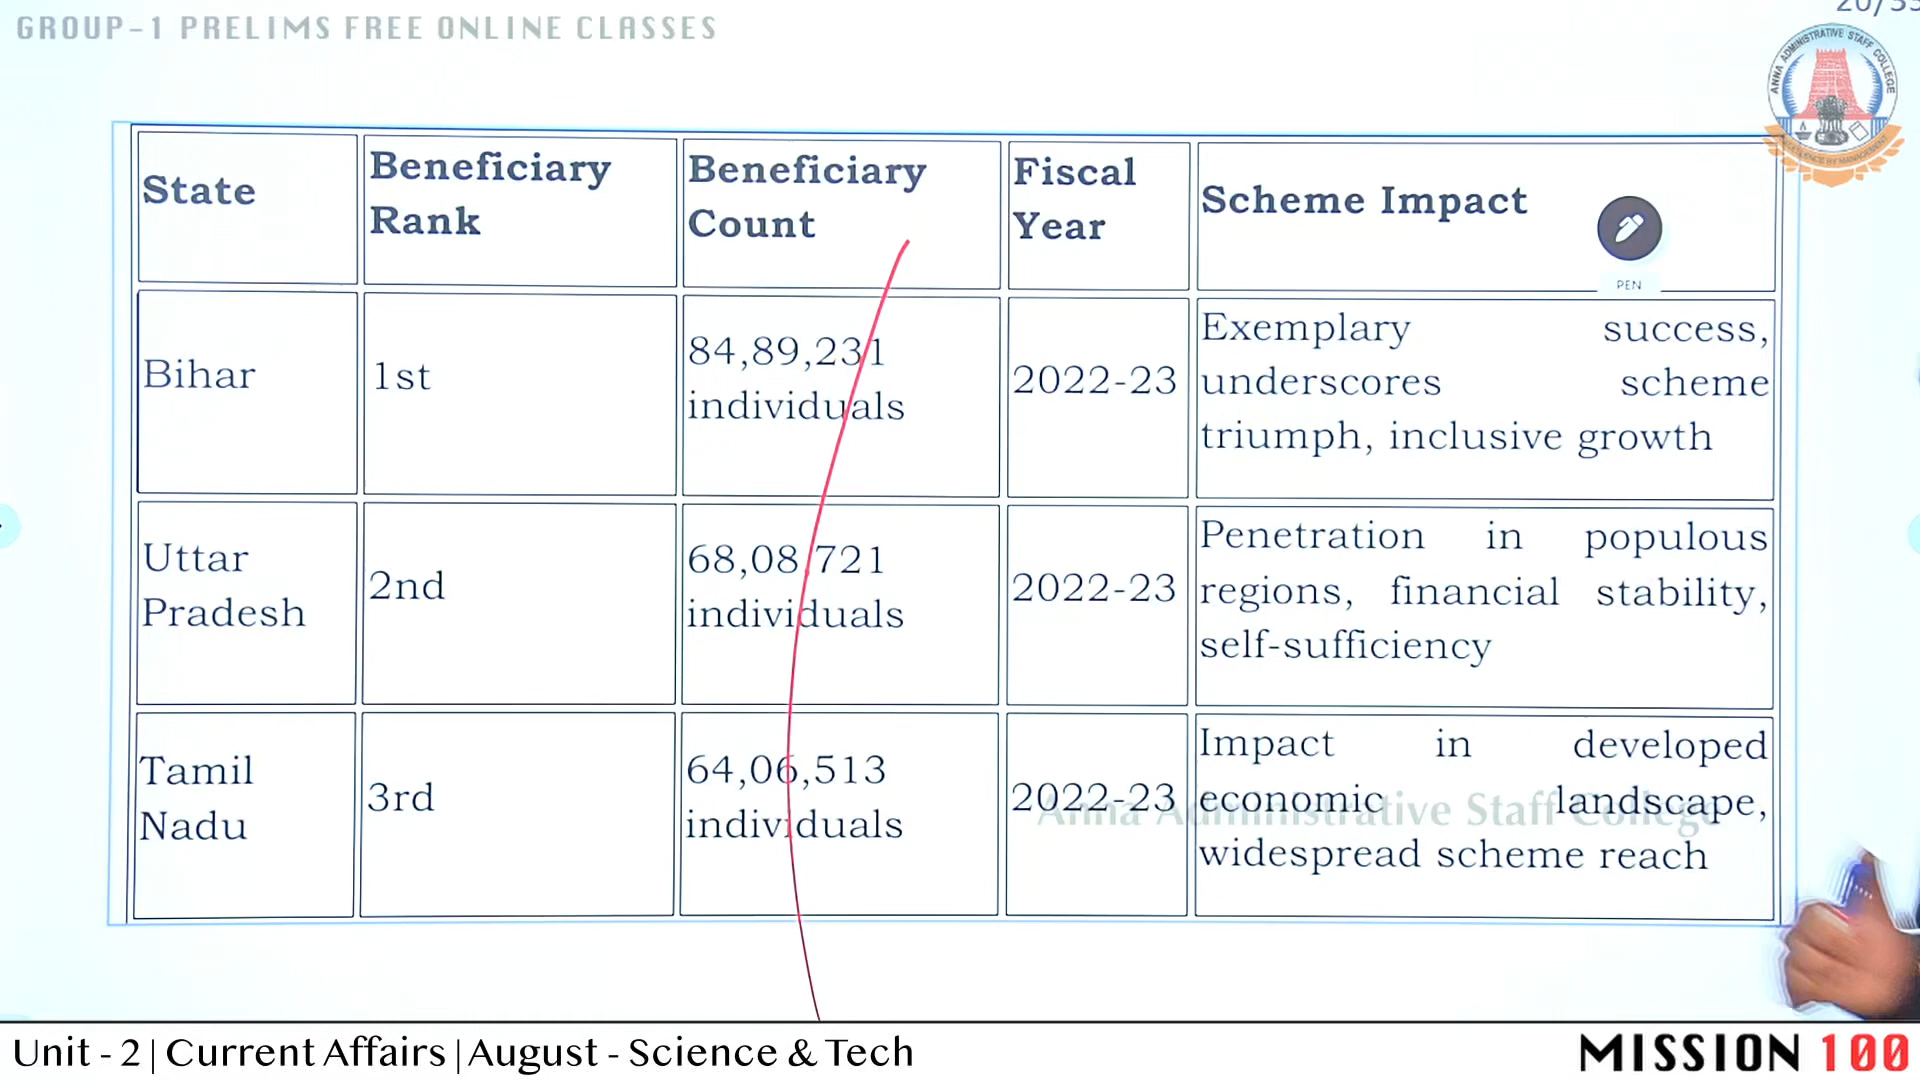 GROUP-1 PRELIMS FREE ONLINE CLASSES
ANNA ADMINISTRATIVE STAFF COLLEGE
State
Beneficiary
Rank
Beneficiary
Count
Fiscal
Year
Scheme Impact
PEN
Bihar
1st
84,89,231
individuals
2022-23
Exemplary success,
underscores scheme
triumph, inclusive growth
Uttar
Pradesh
2nd
68,08,721
individuals
2022-23
Penetration in populous
regions, financial stability,
self-sufficiency
Tamil
Nadu
3rd
64,06,513
individuals
2022-23
Impact in developed
economic landscape,
widespread scheme reach
Anna Administrative Staff College
Unit - 2 | Current Affairs | August - Science & Tech
MISSION 100